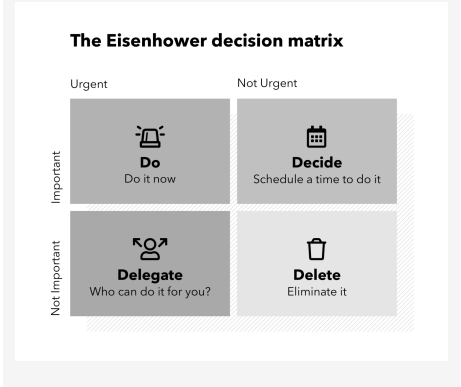 The Eisenhower decision matrix
Urgent
Not Urgent
Important
Do
Do it now
Decide
Schedule a time to do it
Not Important
Delegate
Who can do it for you?
Delete
Eliminate it